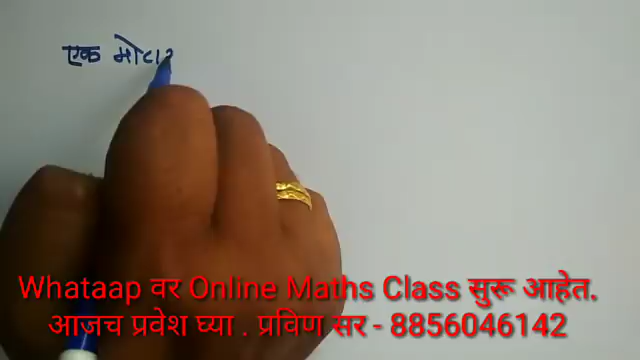 एक मोटार
Whataap वर Online Maths Class सुरू आहेत.
आजच प्रवेश घ्या . प्रविण सर - 8856046142